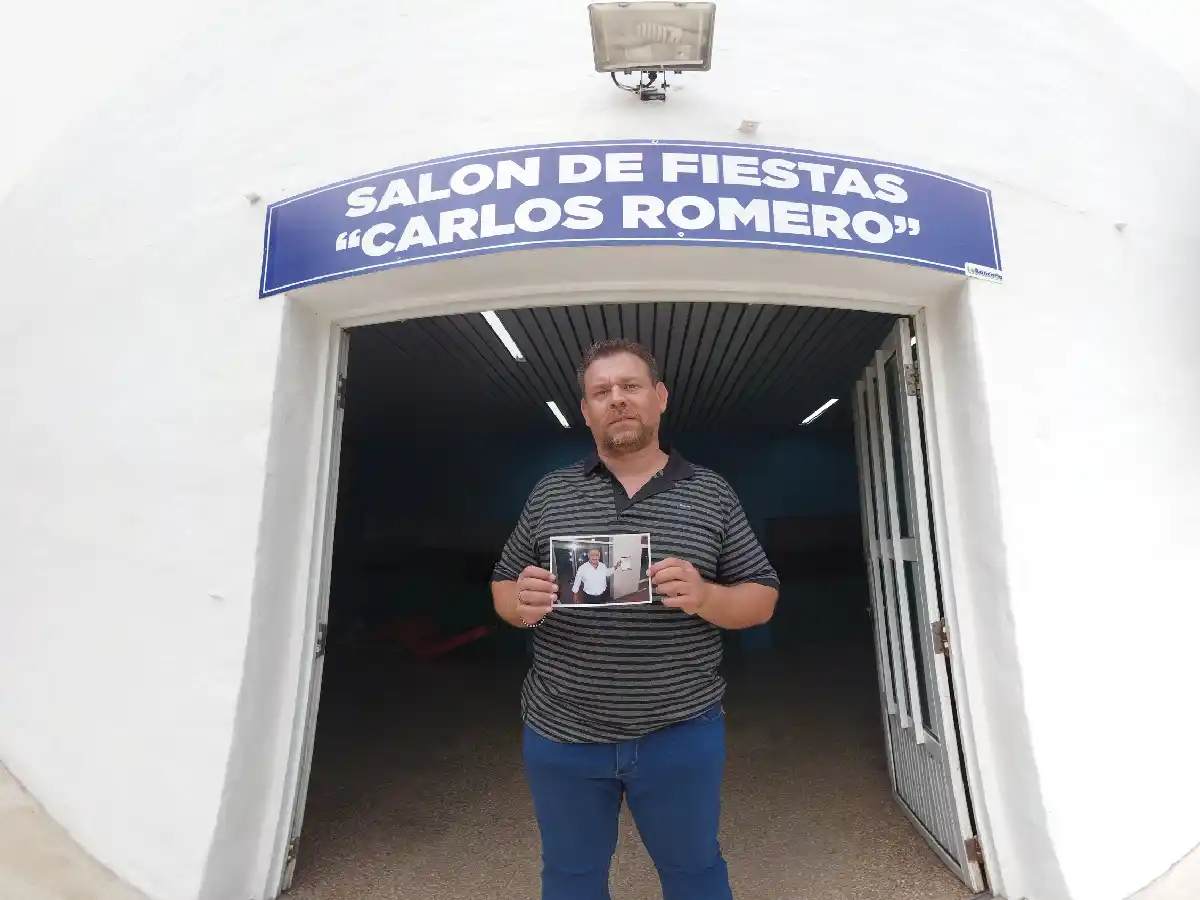 SALON DE FIESTAS
“CARLOS ROMERO”